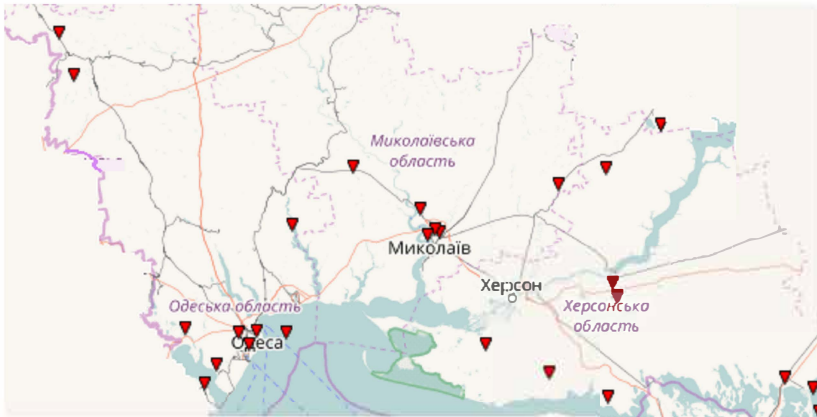 Миколаївська
область
Миколаїв
Херсон
Одеська область
Херсонська
область
Одеса